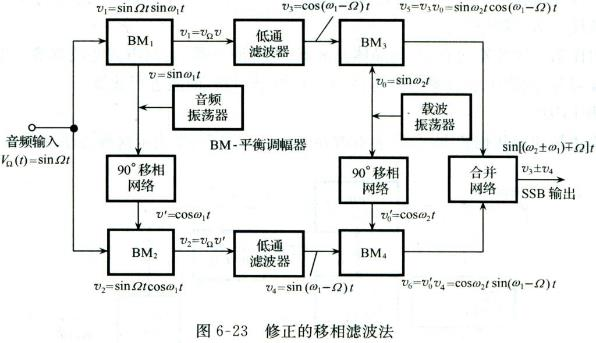 v₁=sinΩt sinω₁t
v₃=cos(ω₁−Ω)t
v₅=v₃v₀=sinω₂t cos(ω₁−Ω)t
BM₁
v₁=v_Ωv
低通
滤波器
BM₃
v=sinω₁t
v₀=sinω₂t
音频
振荡器
载波
振荡器
音频输入
V_Ω(t)=sinΩt
BM-平衡调幅器
sin[(ω₂±ω₁)∓Ω]t
90°移相
网络
90°移相
网络
合并
网络
v₃±v₄
SSB 输出
v′=cosω₁t
v₀′=cosω₂t
BM₂
v₂=v_Ωv′
低通
滤波器
BM₄
v₂=sinΩt cosω₁t
v₄=sin(ω₁−Ω)t
v₆=v₀′v₄=cosω₂t sin(ω₁−Ω)t
图 6-23 修正的移相滤波法